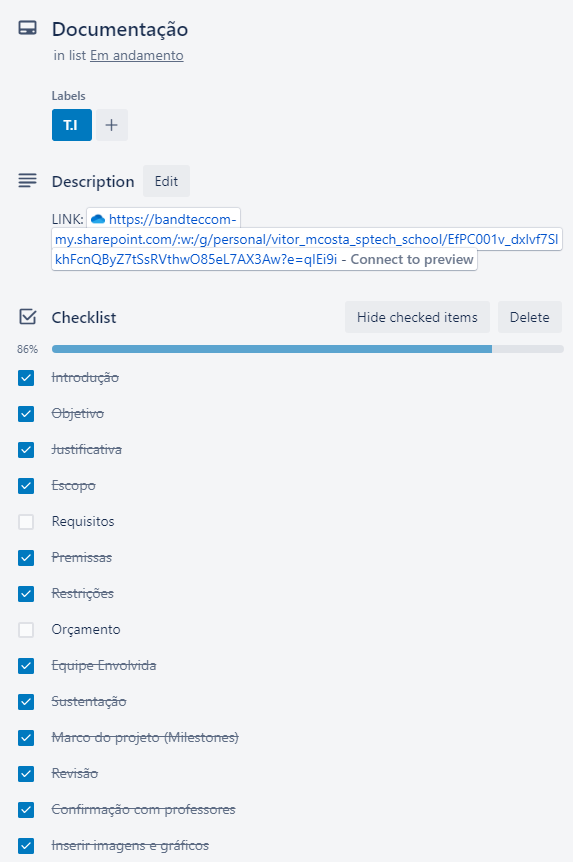 Documentação
in list Em andamento
Labels
T.I
Description Edit
LINK: https://bandteccom-
my.sharepoint.com/:w:/g/personal/vitor_mcosta_sptech_school/EfPC001v_dxIvf7SI
khFcnQByZ7tSsRVthwO85eL7AX3Aw?e=qIEi9i - Connect to preview
Checklist Hide checked items Delete
86%
Introdução
Objetivo
Justificativa
Escopo
Requisitos
Premissas
Restrições
Orçamento
Equipe Envolvida
Sustentação
Marco do projeto (Milestones)
Revisão
Confirmação com professores
Inserir imagens e gráficos